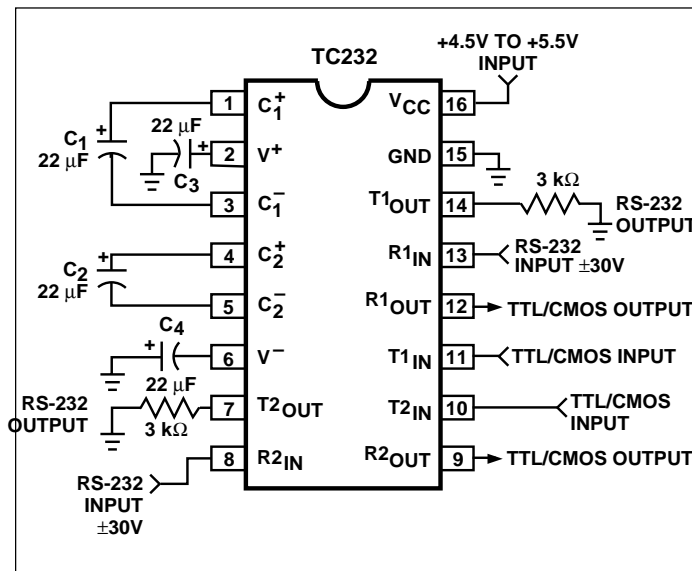 TC232
+4.5V TO +5.5V
INPUT
1 C1+
VCC 16
C1
+
22 µF
22 µF
+
C3
2 V+
GND 15
3 C1−
T1OUT 14
3 kΩ
RS-232
OUTPUT
C2
+
22 µF
4 C2+
R1IN 13
RS-232
INPUT ±30V
5 C2−
R1OUT 12
TTL/CMOS OUTPUT
C4
+
22 µF
6 V−
T1IN 11
TTL/CMOS INPUT
RS-232
OUTPUT
3 kΩ
7 T2OUT
T2IN 10
TTL/CMOS
INPUT
8 R2IN
R2OUT 9
TTL/CMOS OUTPUT
RS-232
INPUT
±30V